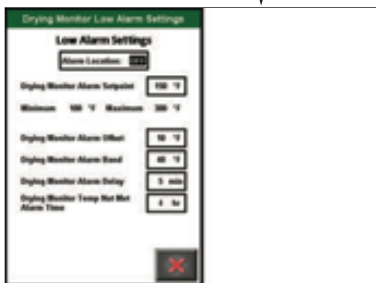 Drying Monitor Low Alarm Settings
Low Alarm Settings
Alarm Location: OFF
Drying Monitor Alarm Setpoint 150 °F
Minimum 100 °F Maximum 300 °F
Drying Monitor Alarm Offset 10 °F
Drying Monitor Alarm Band 40 °F
Drying Monitor Alarm Delay 5 min
Drying Monitor Temp Not Met 4 hr
Alarm Time